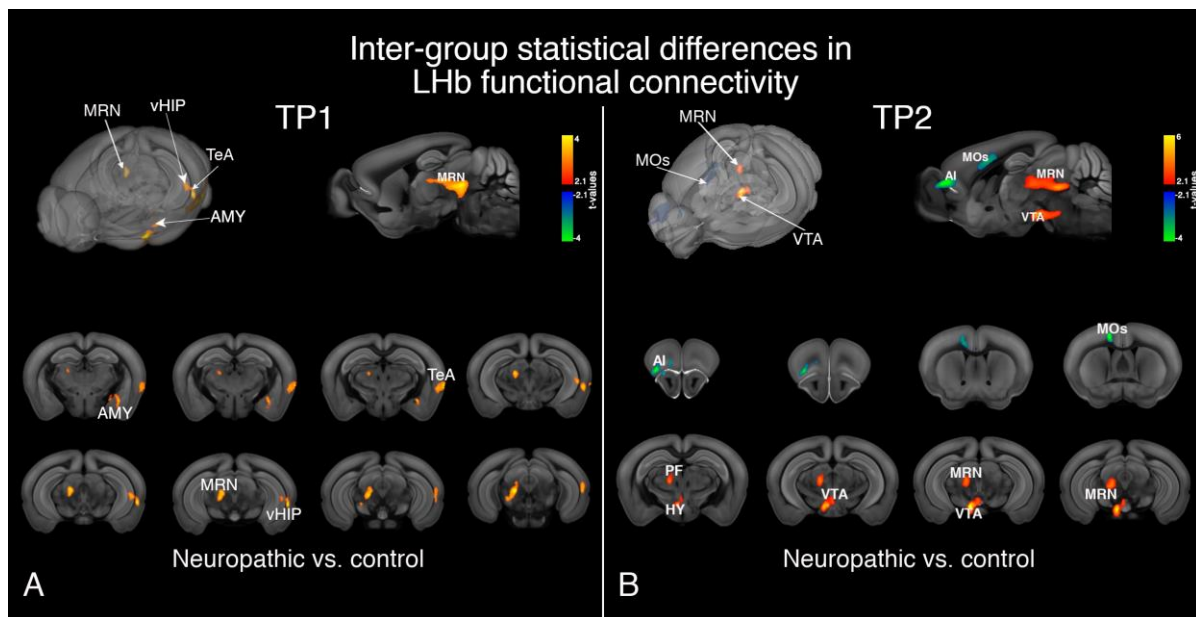 Inter-group statistical differences in
LHb functional connectivity
TP1
MRN
vHIP
TeA
AMY
MRN
4
2.1
-2.1
-4
t-values
AMY
TeA
MRN
vHIP
Neuropathic vs. control
A
TP2
MRN
MOs
VTA
MOs
AI
MRN
VTA
6
2.1
-2.1
-4
t-values
AI
MOs
PF
HY
VTA
MRN
VTA
MRN
Neuropathic vs. control
B